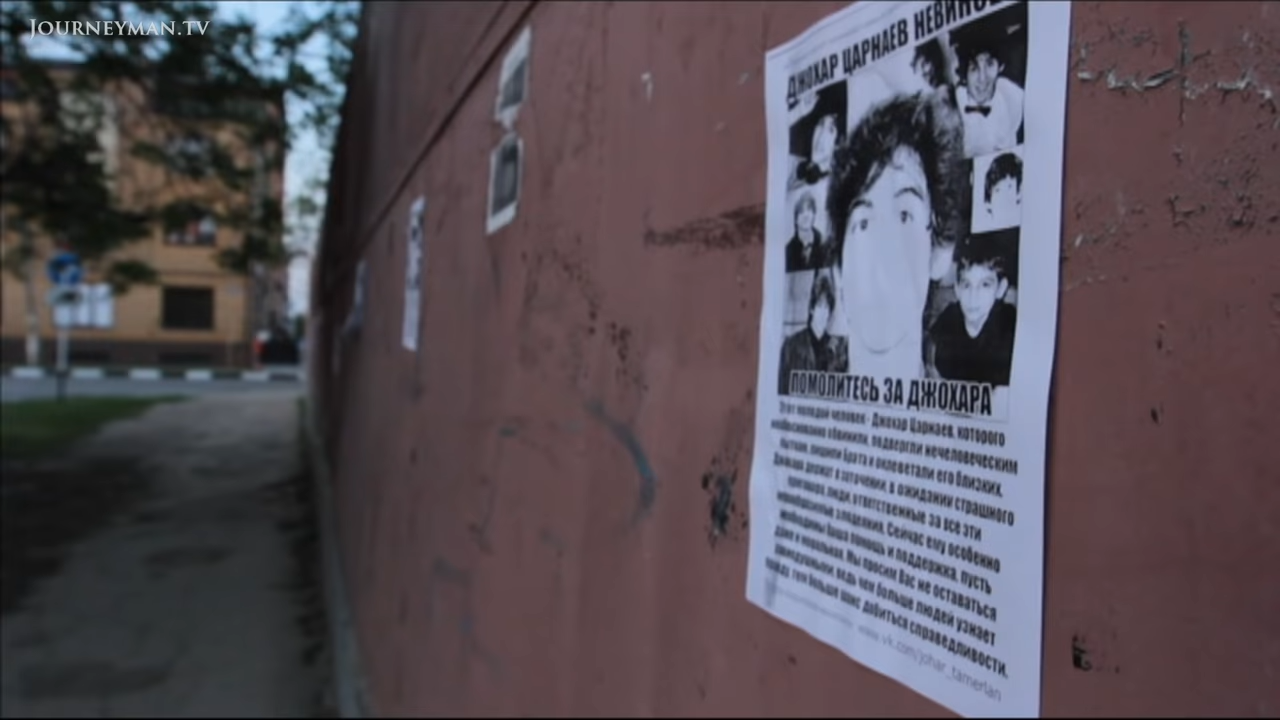 JOURNEYMAN.TV
ДЖОХАР ЦАРНАЕВ НЕВИНОВ
ПОМОЛИТЕСЬ ЗА ДЖОХАРА
Этот молодой человек - Джохар Царнаев, которого
необоснованно обвинили, подвергли нечеловеческим
пыткам, лишили брата и оклеветали его близких.
Джохара держат в заточении, в ожидании страшного
приговора, люди ответственные за все эти
злодеяния. Сейчас ему особенно
необходимы Ваша помощь и поддержка, пусть
даже и моральная. Мы просим Вас не оставаться
равнодушными, ведь чем больше людей узнает
правду, тем больше шанс добиться справедливости.
www.vk.com/johar_tamerlan